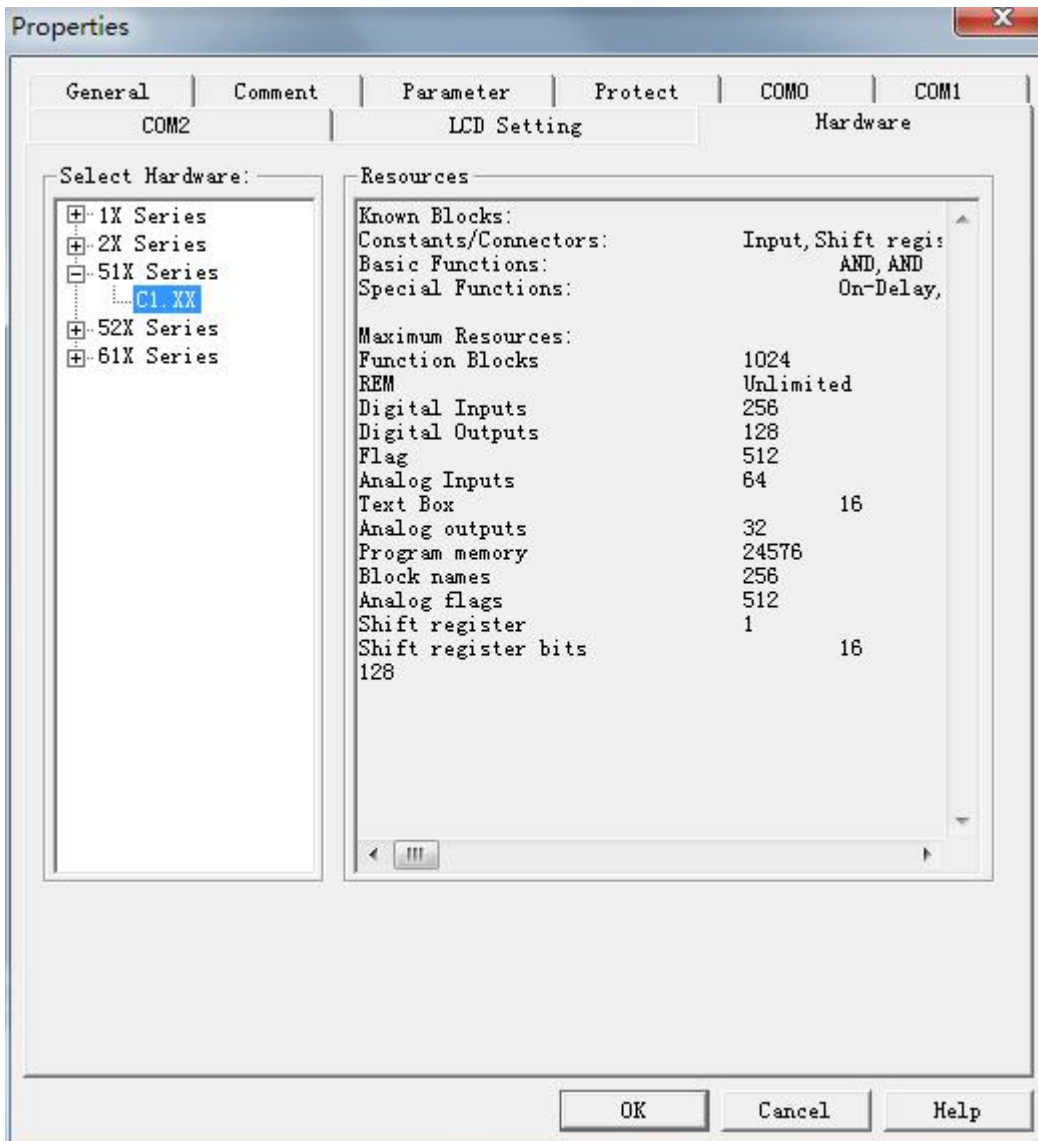 Properties
General Comment Parameter Protect COM0 COM1
COM2 LCD Setting Hardware
Select Hardware:
1X Series
2X Series
51X Series
C1.XX
52X Series
61X Series
Resources
Known Blocks:
Constants/Connectors: Input,Shift regis
Basic Functions: AND,AND
Special Functions: On-Delay,
Maximum Resources:
Function Blocks 1024
REM Unlimited
Digital Inputs 256
Digital Outputs 128
Flag 512
Analog Inputs 64
Text Box 16
Analog outputs 32
Program memory 24576
Block names 256
Analog flags 512
Shift register 1
Shift register bits 16
128
OK Cancel Help